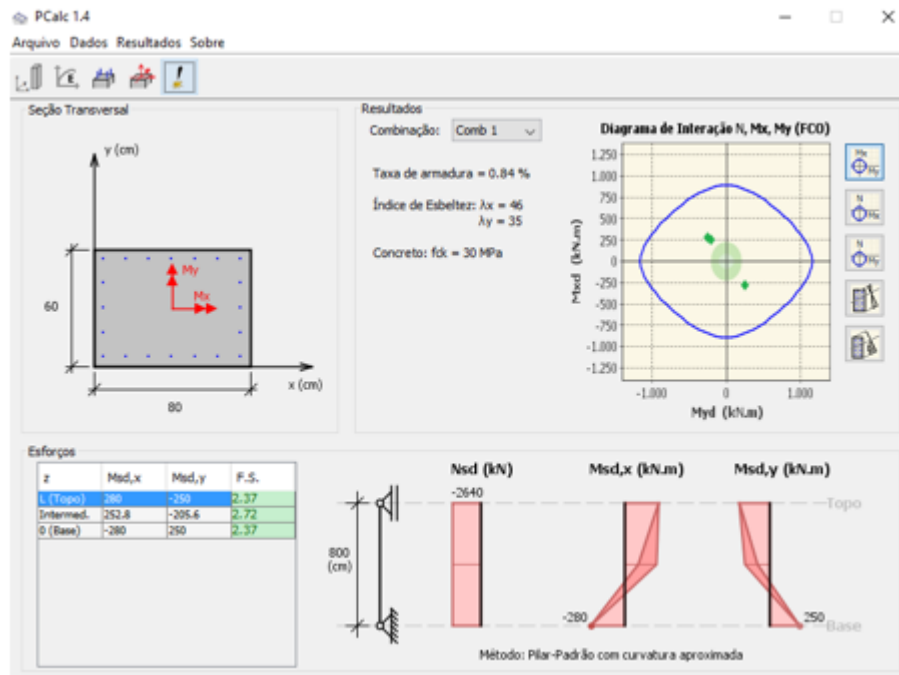 PCalc 1.4
Arquivo Dados Resultados Sobre
Seção Transversal
y (cm)
My
Mx
60
x (cm)
80
Resultados
Combinação: Comb 1
Taxa de armadura = 0.84 %
Índice de Esbeltez: λx = 46
λy = 35
Concreto: fck = 30 MPa
Diagrama de Interação N, Mx, My (FCO)
Mxd (kN.m)
1.250
1.000
750
500
250
0
-250
-500
-750
-1.000
-1.250
-1.000 0 1.000
Myd (kN.m)
Mx
My
N
Mx
N
My
Esforços
z Msd,x Msd,y F.S.
L (Topo) 280 -250 2.37
Intermed. 252.8 -205.6 2.72
0 (Base) -280 250 2.37
800
(cm)
Nsd (kN) Msd,x (kN.m) Msd,y (kN.m)
-2640
Topo
-280
250
Base
Método: Pilar-Padrão com curvatura aproximada